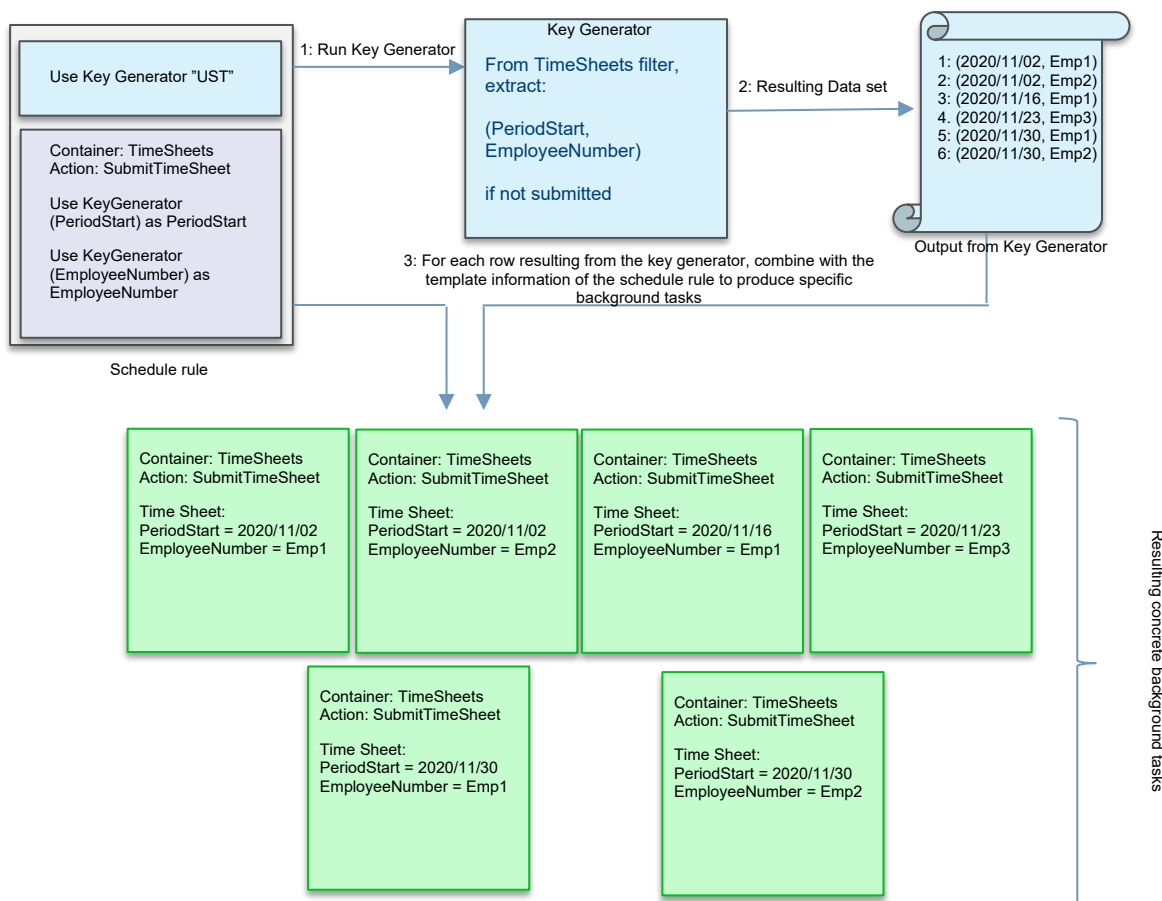 Use Key Generator ”UST”
Container: TimeSheets
Action: SubmitTimeSheet
Use KeyGenerator
(PeriodStart) as PeriodStart
Use KeyGenerator
(EmployeeNumber) as
EmployeeNumber
Schedule rule
1: Run Key Generator
Key Generator
From TimeSheets filter,
extract:
(PeriodStart,
EmployeeNumber)
if not submitted
2: Resulting Data set
1: (2020/11/02, Emp1)
2: (2020/11/02, Emp2)
3: (2020/11/16, Emp1)
4: (2020/11/23, Emp3)
5: (2020/11/30, Emp1)
6: (2020/11/30, Emp2)
Output from Key Generator
3: For each row resulting from the key generator, combine with the
template information of the schedule rule to produce specific
background tasks
Container: TimeSheets
Action: SubmitTimeSheet
Time Sheet:
PeriodStart = 2020/11/02
EmployeeNumber = Emp1
Container: TimeSheets
Action: SubmitTimeSheet
Time Sheet:
PeriodStart = 2020/11/02
EmployeeNumber = Emp2
Container: TimeSheets
Action: SubmitTimeSheet
Time Sheet:
PeriodStart = 2020/11/16
EmployeeNumber = Emp1
Container: TimeSheets
Action: SubmitTimeSheet
Time Sheet:
PeriodStart = 2020/11/23
EmployeeNumber = Emp3
Container: TimeSheets
Action: SubmitTimeSheet
Time Sheet:
PeriodStart = 2020/11/30
EmployeeNumber = Emp1
Container: TimeSheets
Action: SubmitTimeSheet
Time Sheet:
PeriodStart = 2020/11/30
EmployeeNumber = Emp2
Resulting concrete background tasks